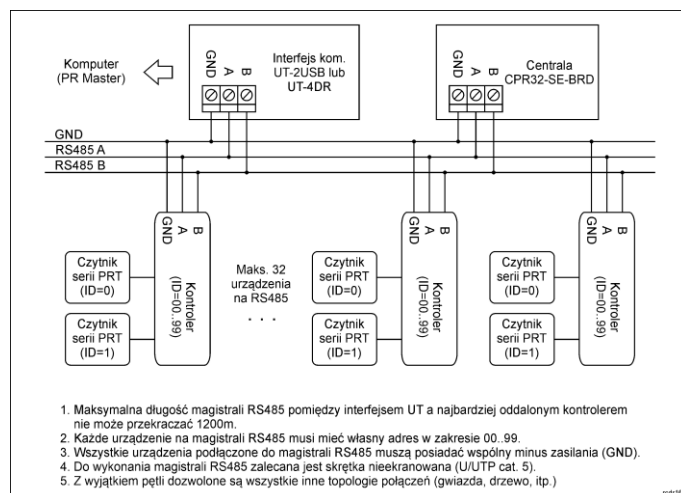 Komputer
(PR Master)
Interfejs kom.
UT-2USB lub
UT-4DR
GND
A
B
Centrala
CPR32-SE-BRD
GND
A
B
GND
RS485 A
RS485 B
GND
A
B
Kontroler
(ID=00..99)
Czytnik
serii PRT
(ID=0)
Czytnik
serii PRT
(ID=1)
Maks. 32
urządzenia
na RS485
. . .
GND
A
B
Kontroler
(ID=00..99)
Czytnik
serii PRT
(ID=0)
Czytnik
serii PRT
(ID=1)
GND
A
B
Kontroler
(ID=00..99)
Czytnik
serii PRT
(ID=0)
Czytnik
serii PRT
(ID=1)
1. Maksymalna długość magistrali RS485 pomiędzy interfejsem UT a najbardziej oddalonym kontrolerem
nie może przekraczać 1200m.
2. Każde urządzenie na magistrali RS485 musi mieć własny adres w zakresie 00..99.
3. Wszystkie urządzenia podłączone do magistrali RS485 muszą posiadać wspólny minus zasilania (GND).
4. Do wykonania magistrali RS485 zalecana jest skrętka nieekranowana (U/UTP cat. 5).
5. Z wyjątkiem pętli dozwolone są wszystkie inne topologie połączeń (gwiazda, drzewo, itp.)